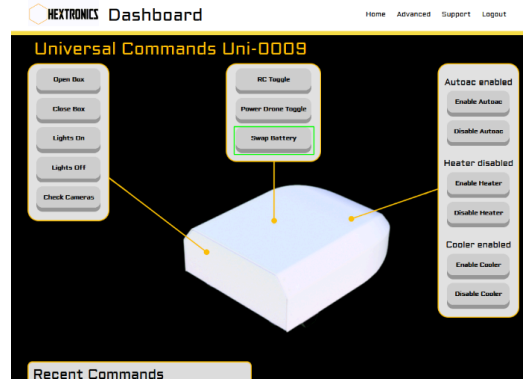 HEXTRONICS Dashboard
Home Advanced Support Logout
Universal Commands Uni-0009
Open Box
Close Box
Lights On
Lights Off
Check Cameras
RC Toggle
Power Drone Toggle
Swap Battery
Autoac enabled
Enable Autoac
Disable Autoac
Heater disabled
Enable Heater
Disable Heater
Cooler enabled
Enable Cooler
Disable Cooler
Recent Commands